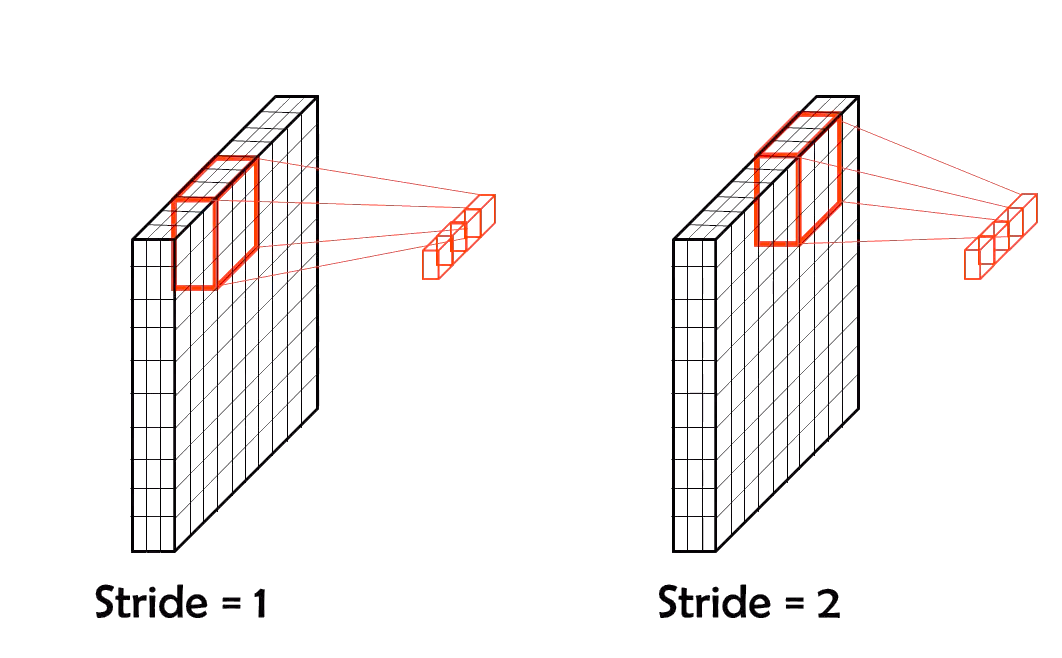 Stride = 1
Stride = 2